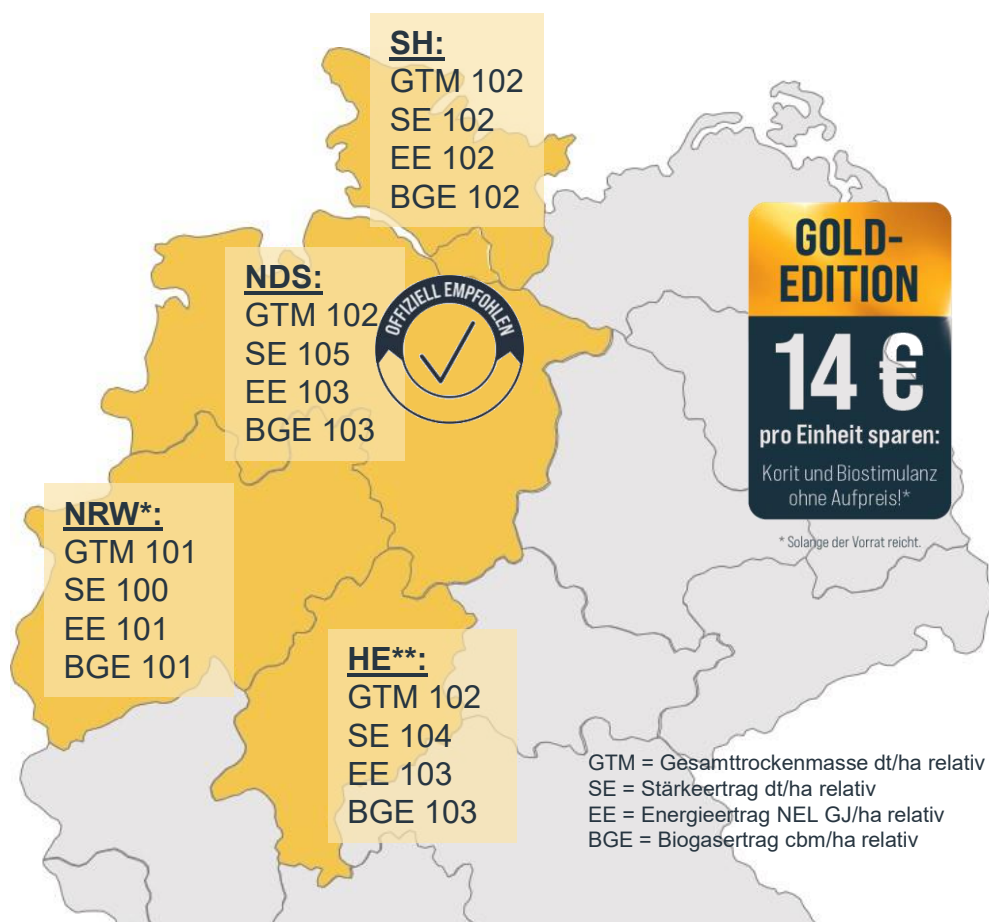 SH:
GTM 102
SE 102
EE 102
BGE 102
NDS:
GTM 102
SE 105
EE 103
BGE 103
OFFIZIELL EMPFOHLEN
GOLD-
EDITION
14 €
pro Einheit sparen:
Korit und Biostimulanz
ohne Aufpreis!*
* Solange der Vorrat reicht.
NRW*:
GTM 101
SE 100
EE 101
BGE 101
HE**:
GTM 102
SE 104
EE 103
BGE 103
GTM = Gesamttrockenmasse dt/ha relativ
SE = Stärkeertrag dt/ha relativ
EE = Energieertrag NEL GJ/ha relativ
BGE = Biogasertrag cbm/ha relativ